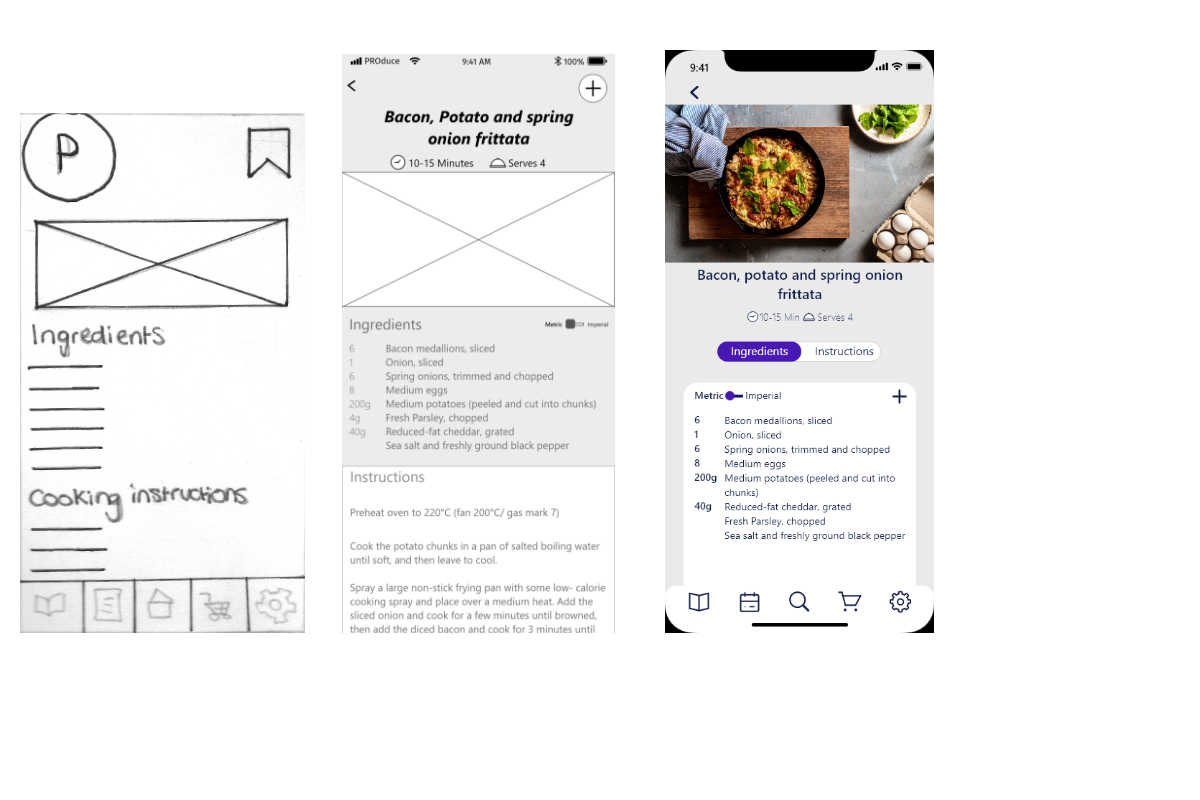 P
Ingredients
Cooking instructions
PROduce
9:41 AM
100%
Bacon, Potato and spring
onion frittata
10-15 Minutes Serves 4
Ingredients
Metric Imperial
6 Bacon medallions, sliced
1 Onion, sliced
6 Spring onions, trimmed and chopped
8 Medium eggs
200g Medium potatoes (peeled and cut into chunks)
4g Fresh Parsley, chopped
40g Reduced-fat cheddar, grated
Sea salt and freshly ground black pepper
Instructions
Preheat oven to 220°C (fan 200°C/ gas mark 7)
Cook the potato chunks in a pan of salted boiling water
until soft, and then leave to cool.
Spray a large non-stick frying pan with some low- calorie
cooking spray and place over a medium heat. Add the
sliced onion and cook for a few minutes until browned,
then add the diced bacon and cook for 3 minutes until
9:41
Bacon, potato and spring onion
frittata
10-15 Min Serves 4
Ingredients Instructions
Metric Imperial
6 Bacon medallions, sliced
1 Onion, sliced
6 Spring onions, trimmed and chopped
8 Medium eggs
200g Medium potatoes (peeled and cut into
chunks)
40g Reduced-fat cheddar, grated
Fresh Parsley, chopped
Sea salt and freshly ground black pepper